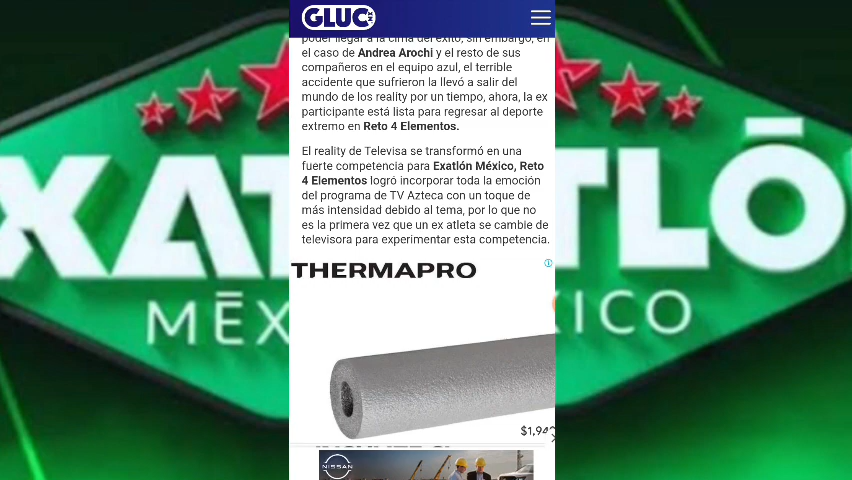 GLUC MX
poder llegar a la cima del éxito, sin embargo, en
el caso de Andrea Arochi y el resto de sus
compañeros en el equipo azul, el terrible
accidente que sufrieron la llevó a salir del
mundo de los reality por un tiempo, ahora, la ex
participante está lista para regresar al deporte
extremo en Reto 4 Elementos.
El reality de Televisa se transformó en una
fuerte competencia para Exatlón México, Reto
4 Elementos logró incorporar toda la emoción
del programa de TV Azteca con un toque de
más intensidad debido al tema, por lo que no
es la primera vez que un ex atleta se cambie de
televisora para experimentar esta competencia.
THERMAPRO
NISSAN
XAT
TLŌ
MĒX
ICO